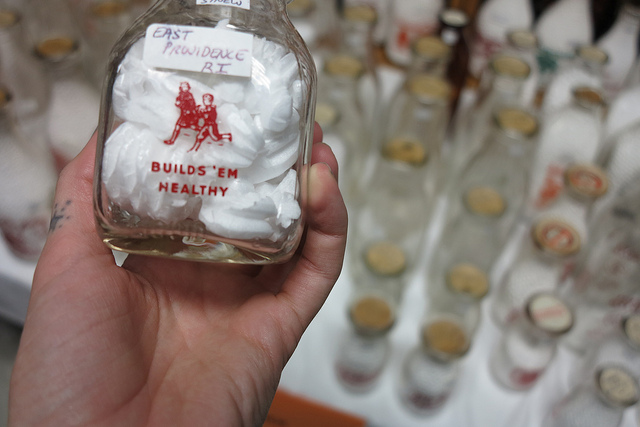 EAST
PROVIDENCE
R.I.
BUILDS 'EM
HEALTHY